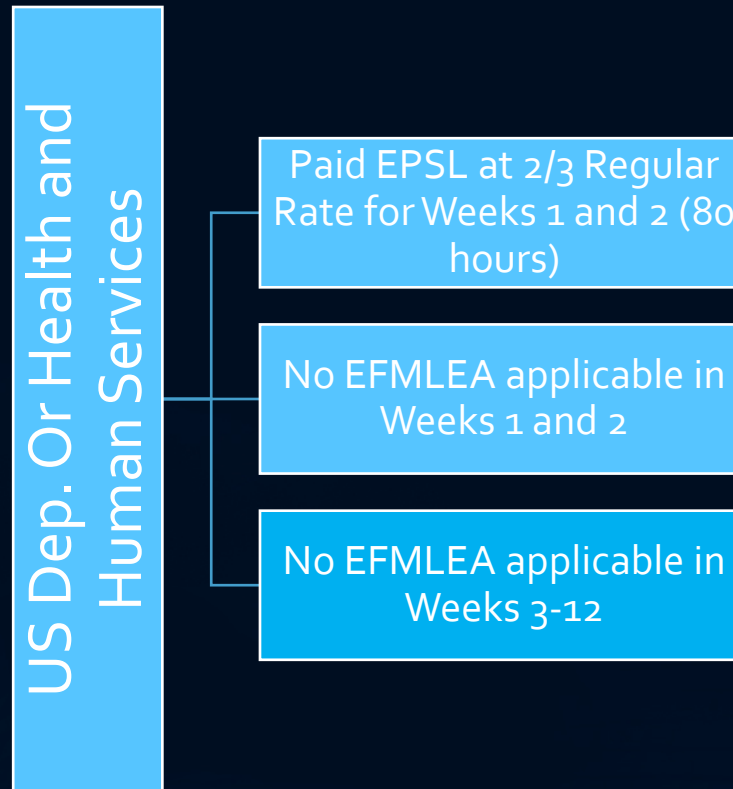 US Dep. Or Health and
Human Services
Paid EPSL at 2/3 Regular
Rate for Weeks 1 and 2 (80
hours)
No EFMLEA applicable in
Weeks 1 and 2
No EFMLEA applicable in
Weeks 3-12